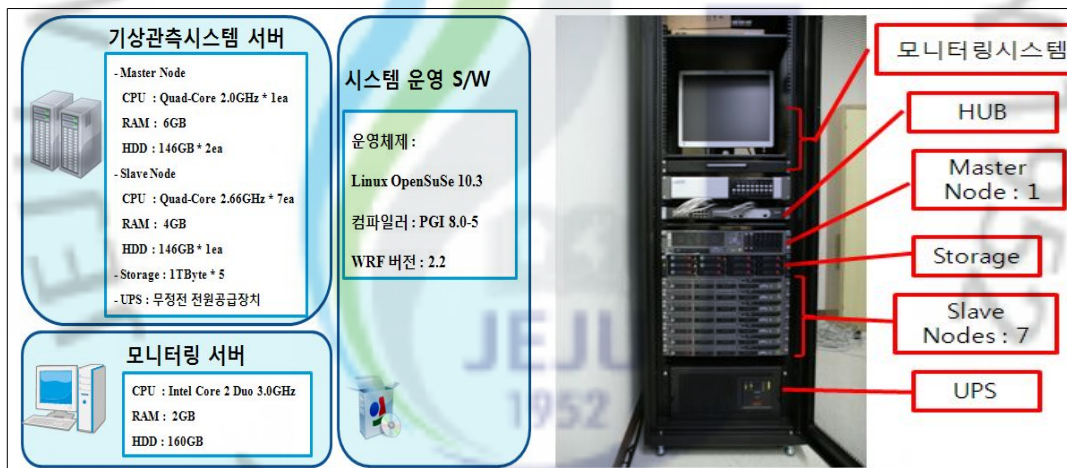 기상관측시스템 서버
- Master Node
CPU : Quad-Core 2.0GHz * 1ea
RAM : 6GB
HDD : 146GB * 2ea
- Slave Node
CPU : Quad-Core 2.66GHz * 7ea
RAM : 4GB
HDD : 146GB * 1ea
- Storage : 1TByte * 5
- UPS : 무정전 전원공급장치
모니터링 서버
CPU : Intel Core 2 Duo 3.0GHz
RAM : 2GB
HDD : 160GB
시스템 운영 S/W
운영체제 :
Linux OpenSuSe 10.3
컴파일러 : PGI 8.0-5
WRF 버전 : 2.2
모니터링시스템
HUB
Master
Node : 1
Storage
Slave
Nodes : 7
UPS
JEJU
1952